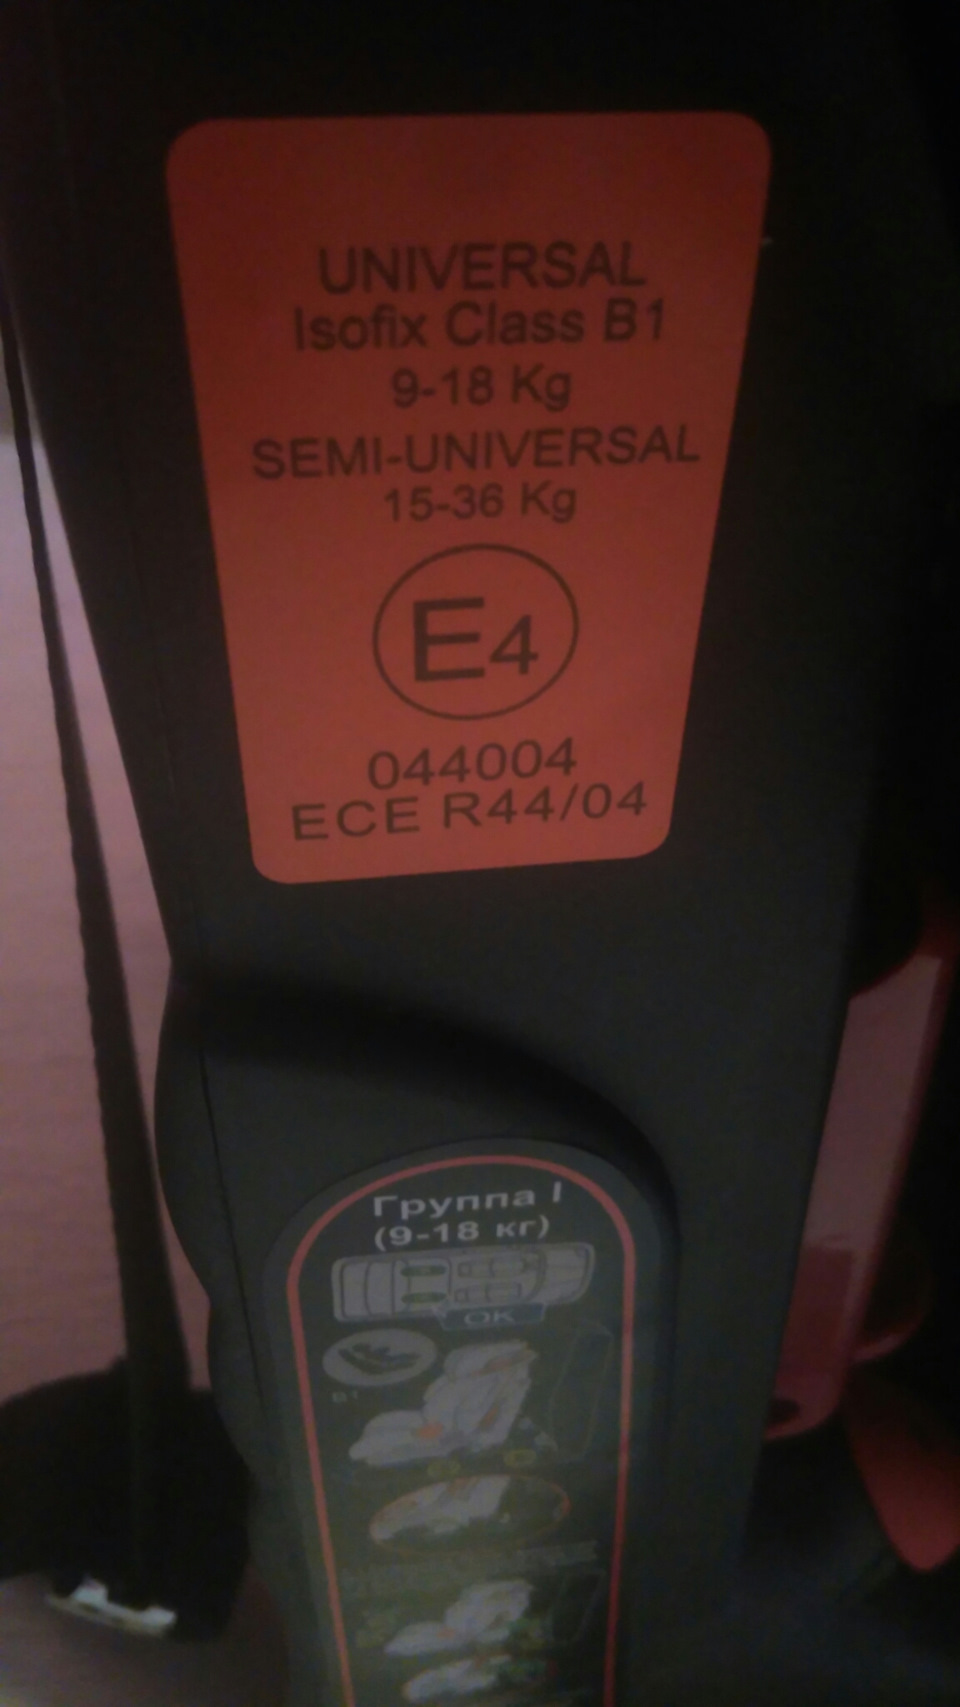 UNIVERSAL
Isofix Class B1
9-18 Kg
SEMI-UNIVERSAL
15-36 Kg
E4
044004
ECE R44/04
Группа I
(9-18 кг)
OK
B1